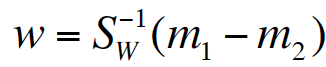 w = S_W^{-1}(m_1 − m_2)